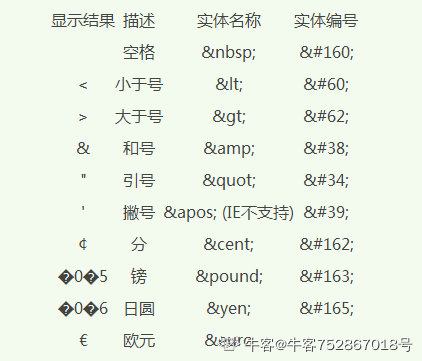 显示结果 描述 实体名称 实体编号
空格 &nbsp; &#160;
< 小于号 &lt; &#60;
> 大于号 &gt; &#62;
& 和号 &amp; &#38;
" 引号 &quot; &#34;
' 撇号 &apos; (IE不支持) &#39;
¢ 分 &cent; &#162;
�0�5 镑 &pound; &#163;
�0�6 日圆 &yen; &#165;
€ 欧元
牛客@牛客752867018号